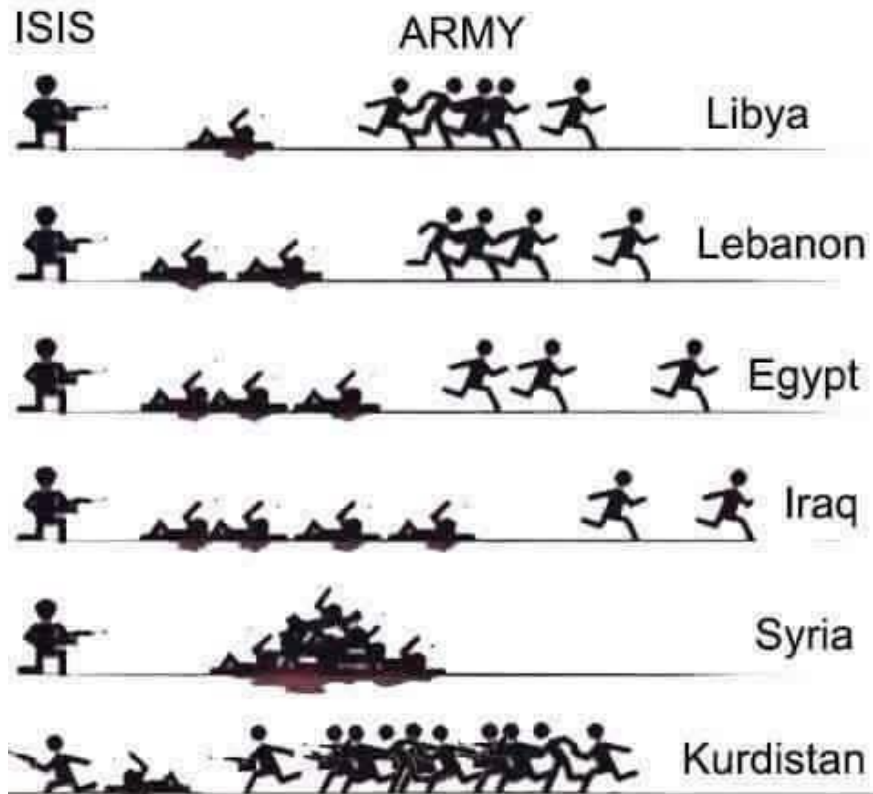 ISIS ARMY
Libya
Lebanon
Egypt
Iraq
Syria
Kurdistan